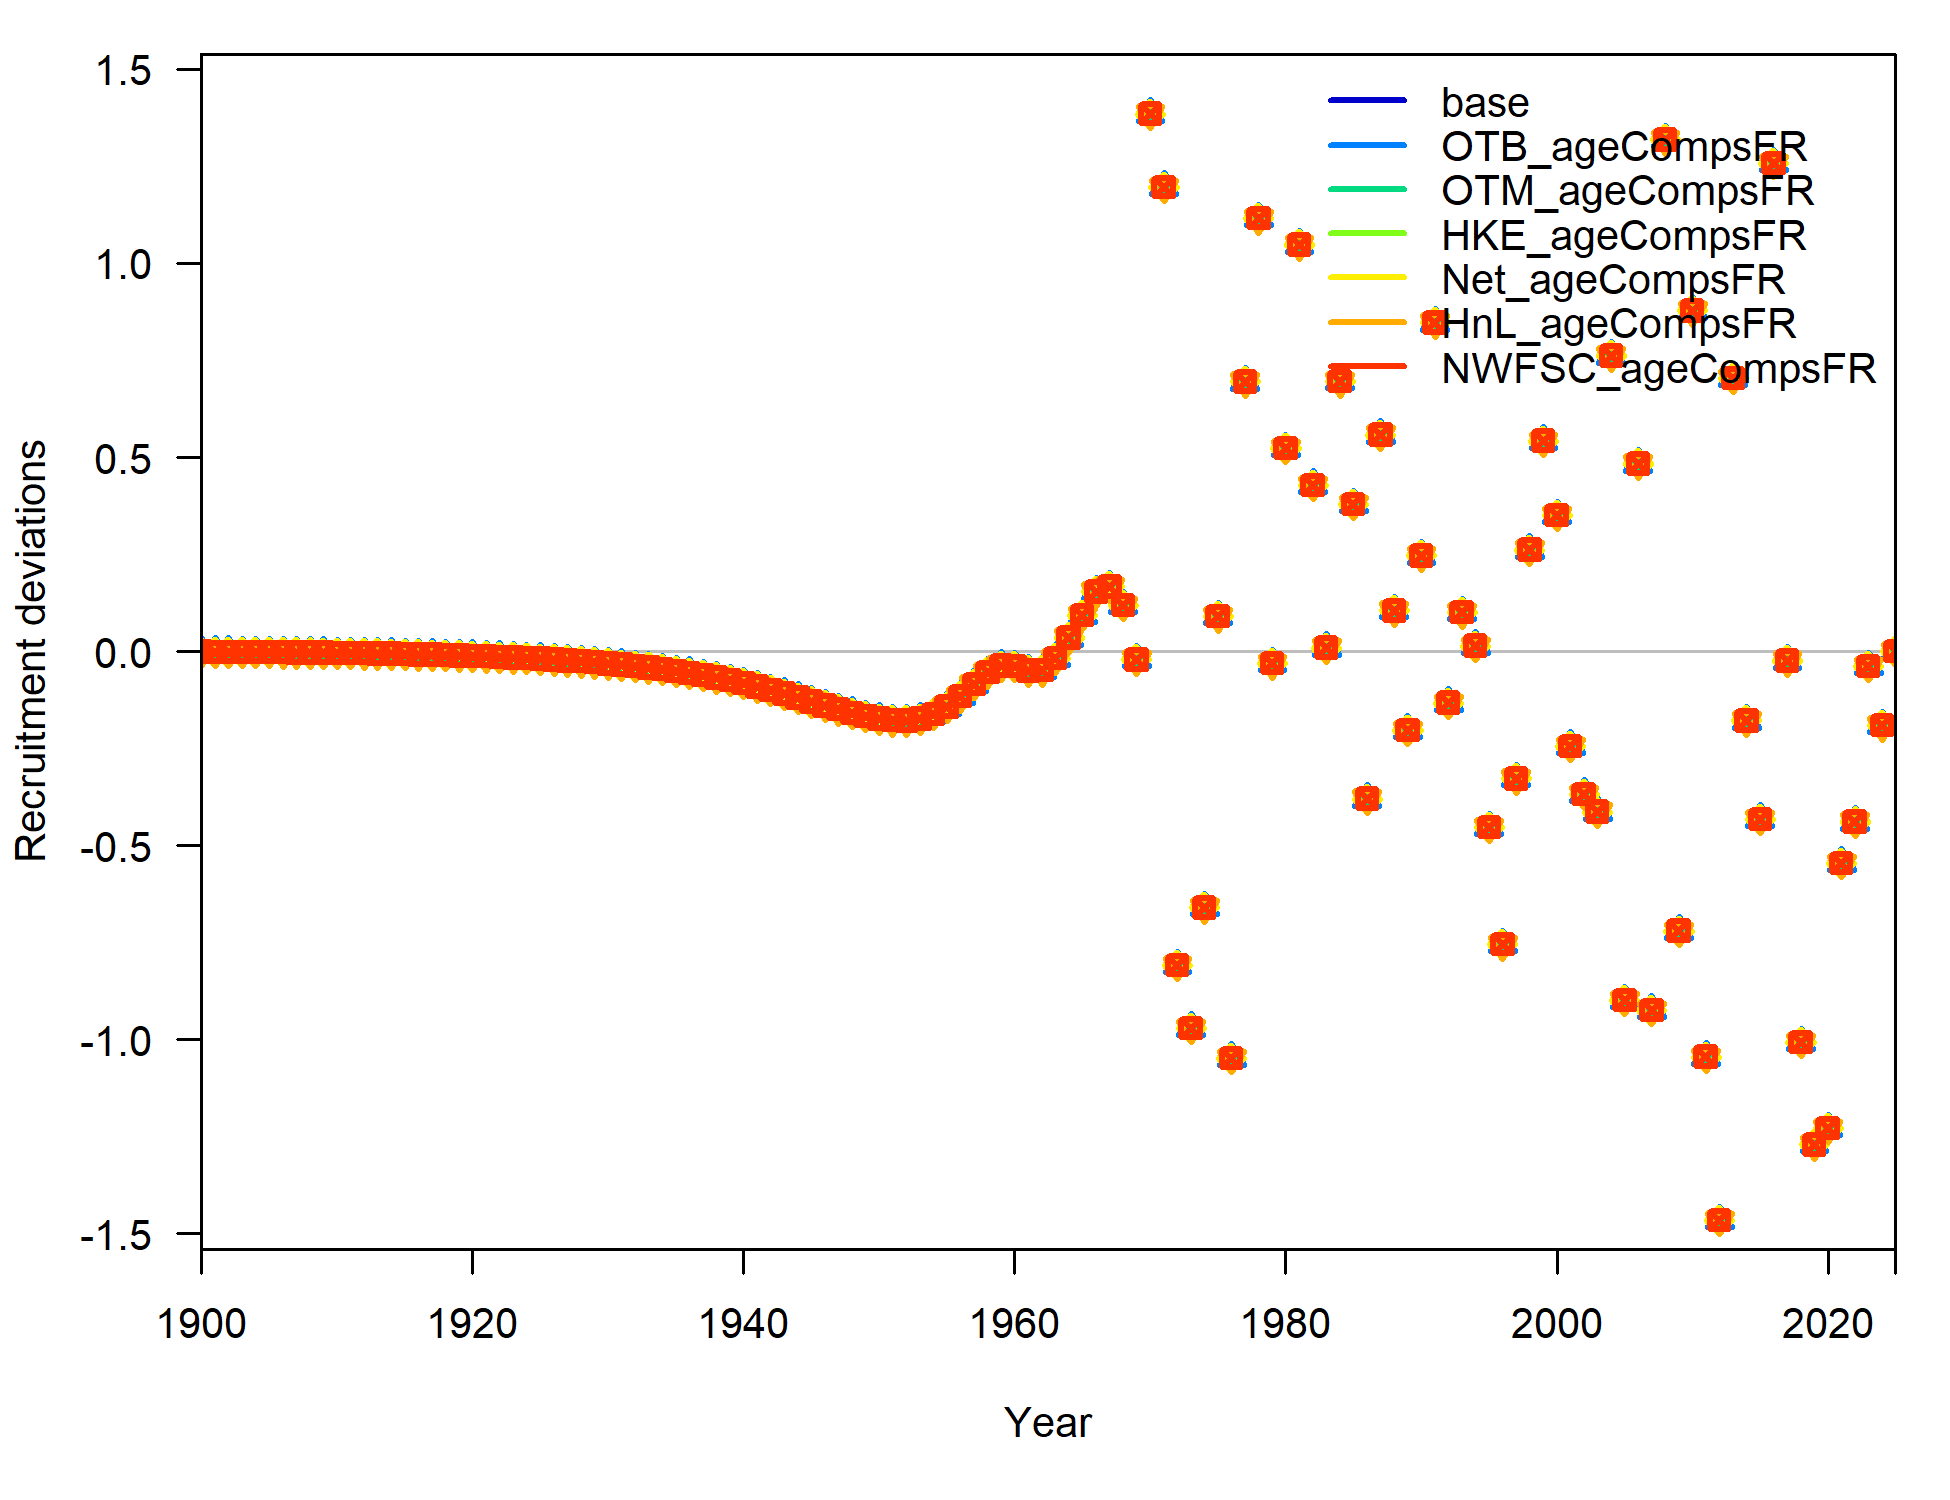 1.5
1.0
0.5
0.0
-0.5
-1.0
-1.5
Recruitment deviations
base
OTB_ageCompsFR
OTM_ageCompsFR
HKE_ageCompsFR
Net_ageCompsFR
HnL_ageCompsFR
NWFSC_ageCompsFR
1900 1920 1940 1960 1980 2000 2020
Year